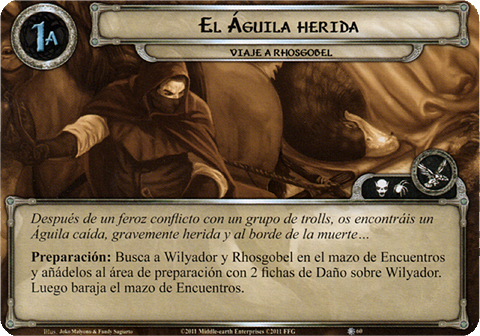 1A
El Águila herida
Viaje a Rhosgobel
Después de un feroz conflicto con un grupo de trolls, os encontráis un
Águila caída, gravemente herida y al borde de la muerte…
Preparación: Busca a Wilyador y Rhosgobel en el mazo de Encuentros
y añádelos al área de preparación con 2 fichas de Daño sobre Wilyador.
Luego baraja el mazo de Encuentros.
Ilus. Joko Mulyono & Fandy Sugiarto ©2011 Middle-earth Enterprises ©2011 FFG 60